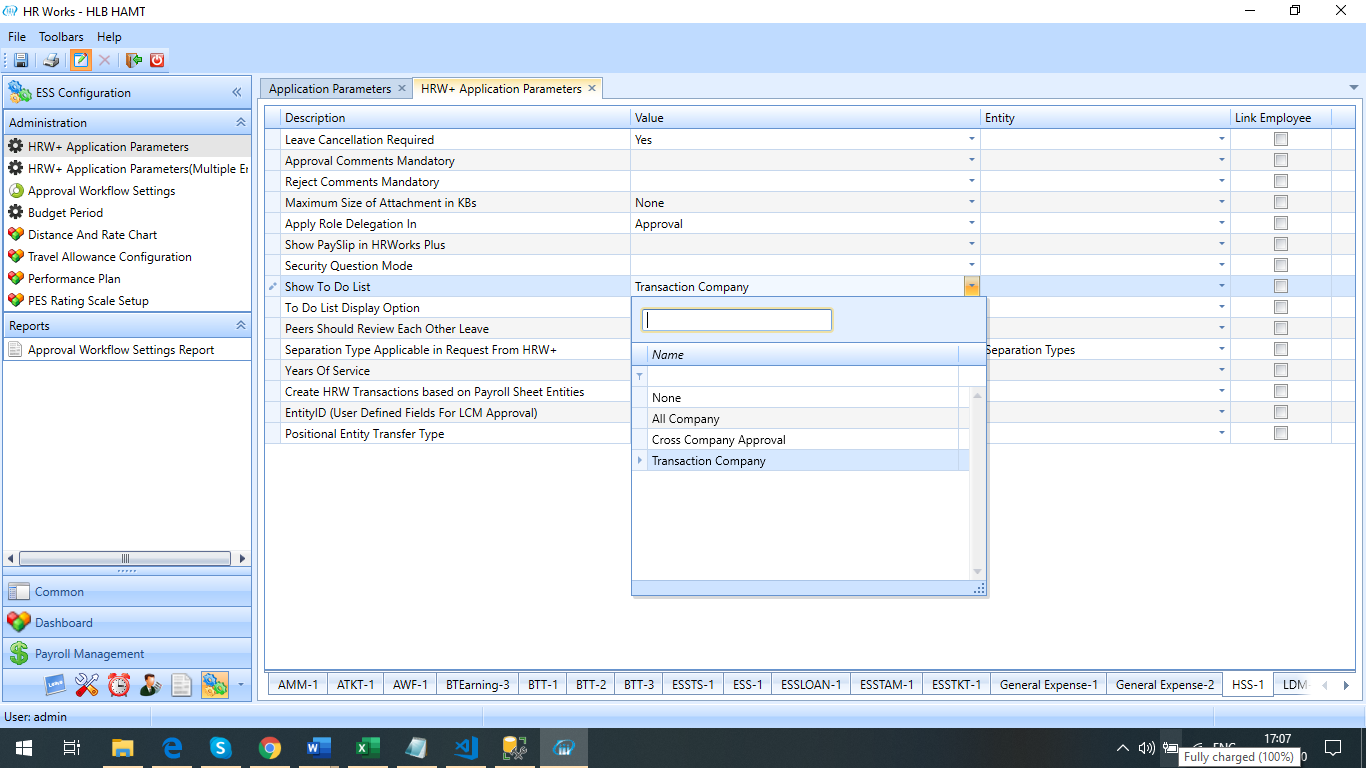 HR Works - HLB HAMT
File Toolbars Help
ESS Configuration
Administration
HRW+ Application Parameters
HRW+ Application Parameters(Multiple Er
Approval Workflow Settings
Budget Period
Distance And Rate Chart
Travel Allowance Configuration
Performance Plan
PES Rating Scale Setup
Reports
Approval Workflow Settings Report
Common
Dashboard
Payroll Management
Application Parameters
HRW+ Application Parameters
Description Value Entity Link Employee
Leave Cancellation Required Yes
Approval Comments Mandatory
Reject Comments Mandatory
Maximum Size of Attachment in KBs None
Apply Role Delegation In Approval
Show PaySlip in HRWorks Plus
Security Question Mode
Show To Do List Transaction Company
To Do List Display Option
Peers Should Review Each Other Leave
Separation Type Applicable in Request From HRW+ Separation Types
Years Of Service
Create HRW Transactions based on Payroll Sheet Entities
EntityID (User Defined Fields For LCM Approval)
Positional Entity Transfer Type
Name
None
All Company
Cross Company Approval
Transaction Company
AMM-1 ATKT-1 AWF-1 BTEarning-3 BTT-1 BTT-2 BTT-3 ESSTS-1 ESS-1 ESSLOAN-1 ESSTAM-1 ESSTKT-1 General Expense-1 General Expense-2 HSS-1 LDM-
User: admin
17:07
Fully charged (100%)